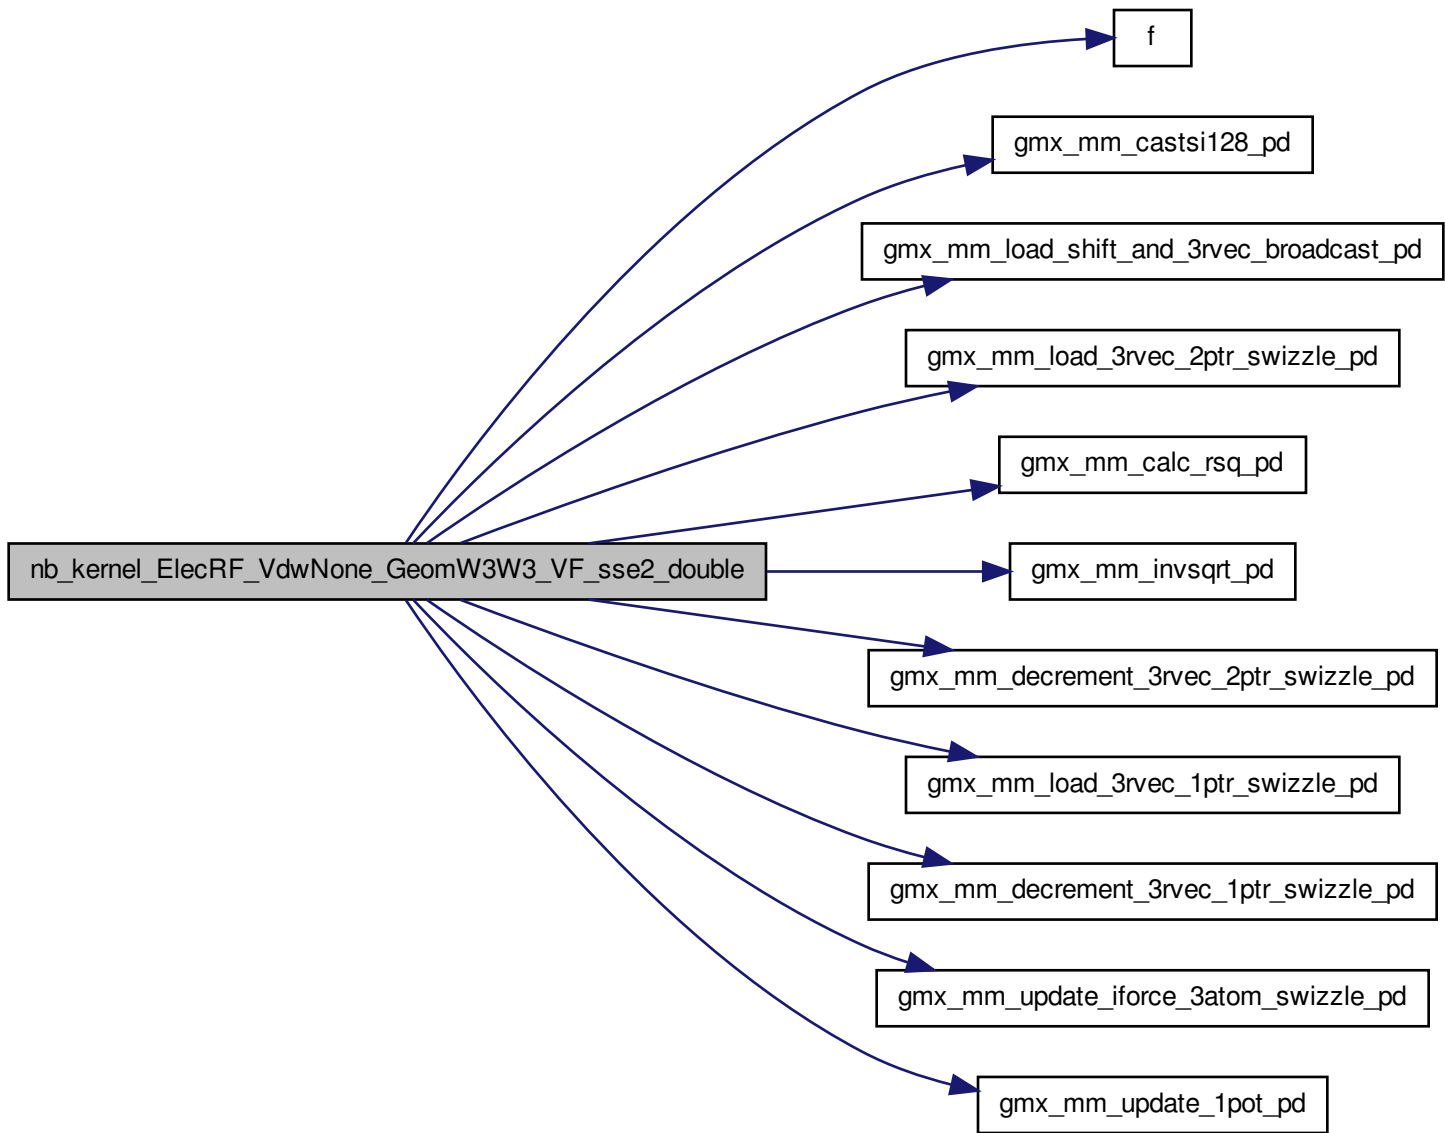 f
gmx_mm_castsi128_pd
gmx_mm_load_shift_and_3rvec_broadcast_pd
gmx_mm_load_3rvec_2ptr_swizzle_pd
gmx_mm_calc_rsq_pd
nb_kernel_ElecRF_VdwNone_GeomW3W3_VF_sse2_double
gmx_mm_invsqrt_pd
gmx_mm_decrement_3rvec_2ptr_swizzle_pd
gmx_mm_load_3rvec_1ptr_swizzle_pd
gmx_mm_decrement_3rvec_1ptr_swizzle_pd
gmx_mm_update_iforce_3atom_swizzle_pd
gmx_mm_update_1pot_pd